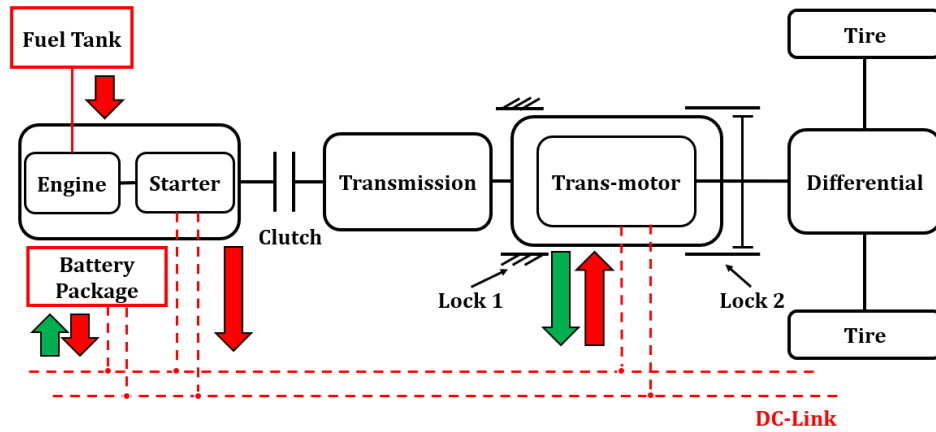 Fuel Tank
Tire
Engine
Starter
Transmission
Trans-motor
Differential
Clutch
Battery
Package
Lock 1
Lock 2
Tire
DC-Link